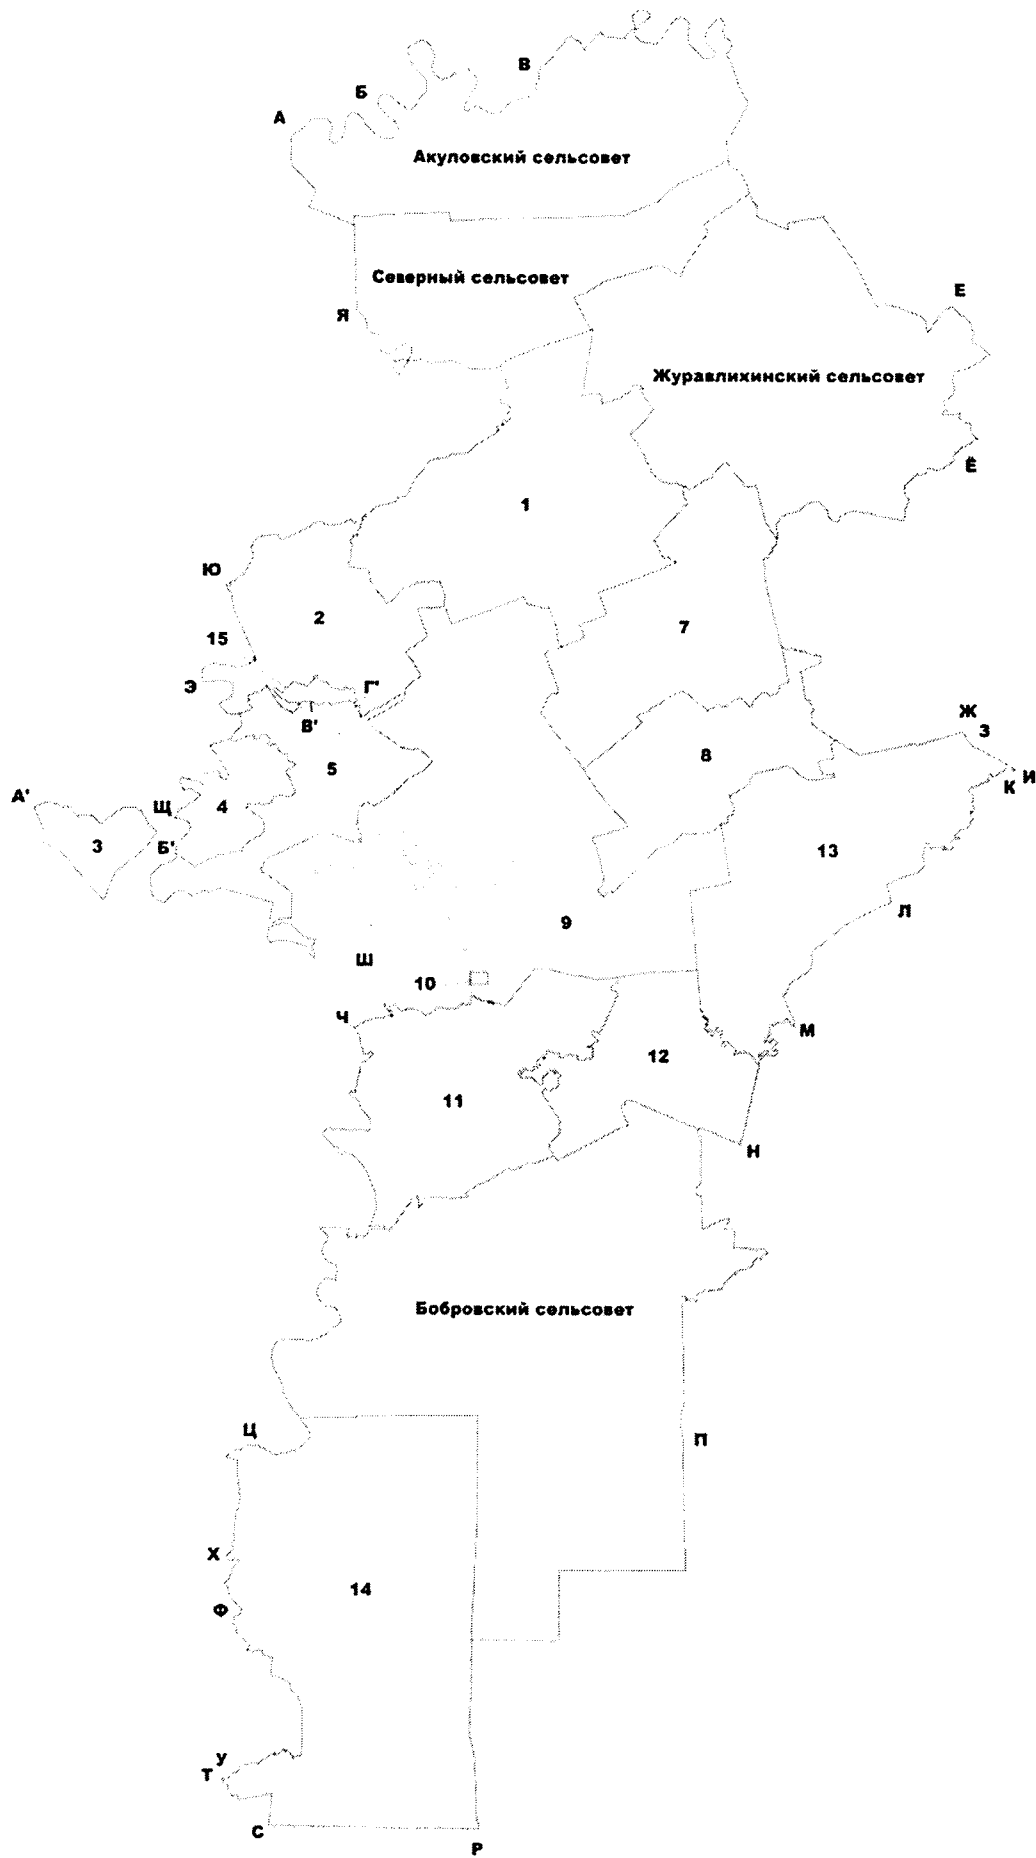 В
Б
А
Акуловский сельсовет
Северный сельсовет
Е
Я
Журавлихинский сельсовет
Ё
1
Ю
2
7
15
Э
Г'
В'
Ж
З
8
5
И
К
А'
Щ
4
3
Б'
13
Л
9
Ш
10
Ч
М
12
11
Н
Бобровский сельсовет
Ц
П
Х
14
Ф
У
Т
С
Р